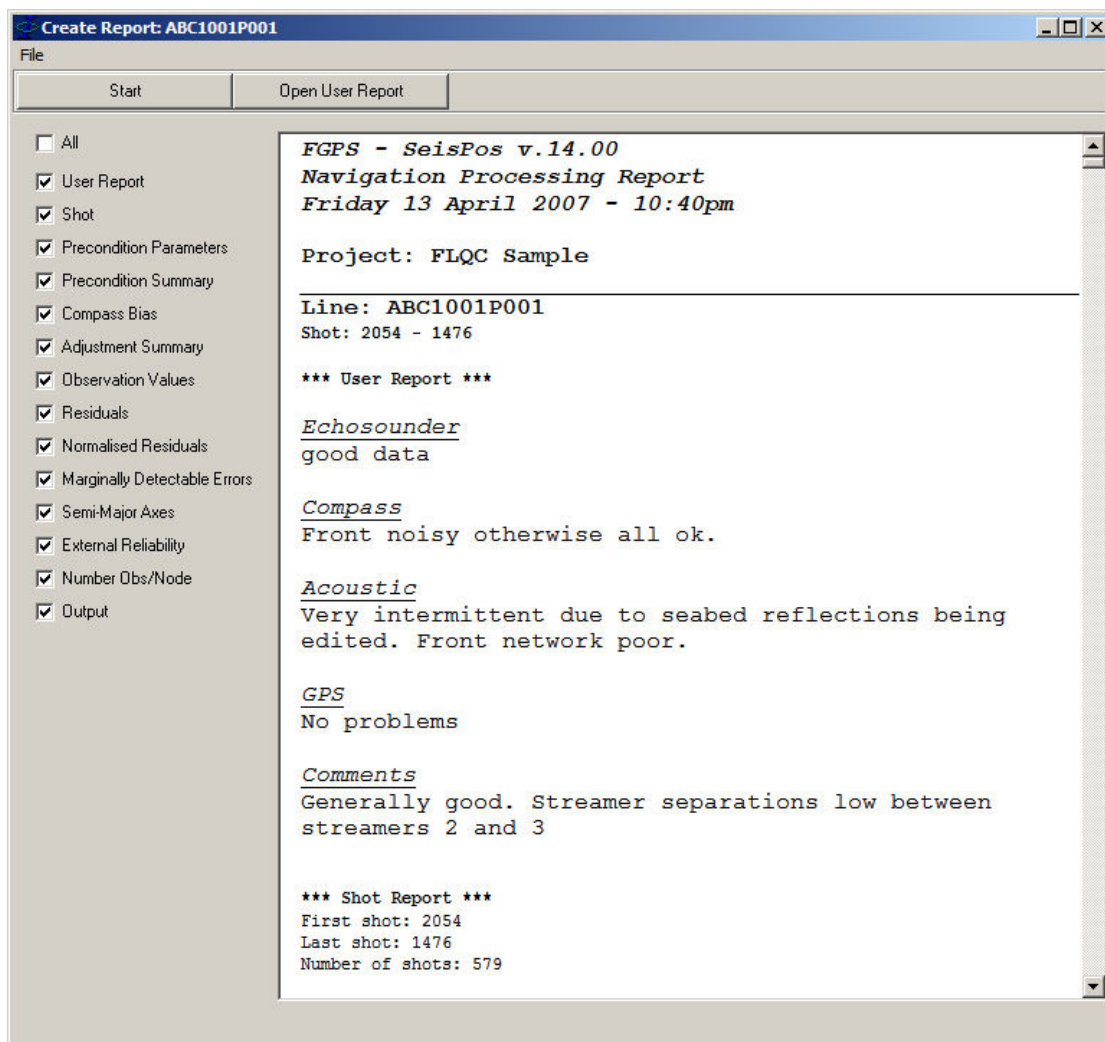 Create Report: ABC1001P001
File
Start
Open User Report
All
User Report
Shot
Precondition Parameters
Precondition Summary
Compass Bias
Adjustment Summary
Observation Values
Residuals
Normalised Residuals
Marginally Detectable Errors
Semi-Major Axes
External Reliability
Number Obs/Node
Output
FGPS - SeisPos v.14.00
Navigation Processing Report
Friday 13 April 2007 - 10:40pm
Project: FLQC Sample
Line: ABC1001P001
Shot: 2054 - 1476
*** User Report ***
Echosounder
good data
Compass
Front noisy otherwise all ok.
Acoustic
Very intermittent due to seabed reflections being
edited. Front network poor.
GPS
No problems
Comments
Generally good. Streamer separations low between
streamers 2 and 3
*** Shot Report ***
First shot: 2054
Last shot: 1476
Number of shots: 579